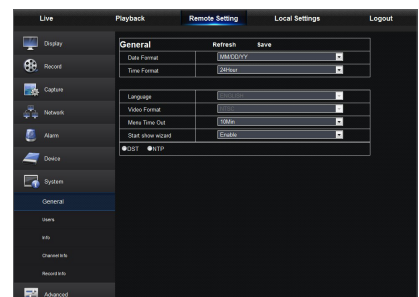 Live Playback Remote Setting Local Settings Logout
Display
Record
Capture
Network
Alarm
Device
System
General
Users
Info
Channel Info
Record Info
Advanced
General Refresh Save
Date Format MM/DD/YY
Time Format 24Hour
Language ENGLISH
Video Format NTSC
Menu Time Out 10Min
Start show wizard Enable
DST NTP